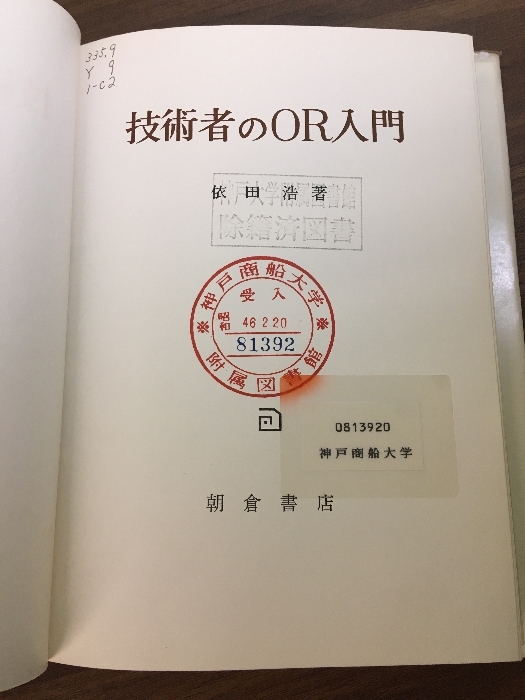 335.9
Y 9
1-C2
技術者のOR入門
依田浩著
神戸大学附属図書館
除籍済図書
※神戸商船大学※
受入
昭和
46 2 20
81392
附属図書館
0813920
神戸商船大学
朝倉書店